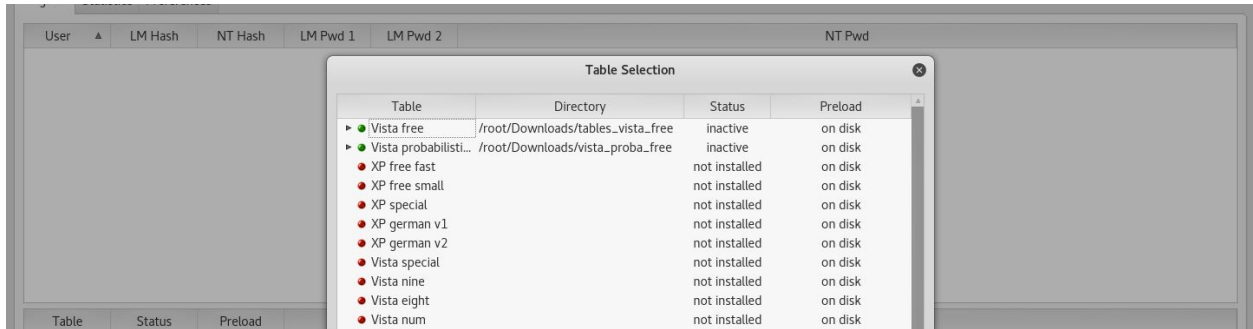 User LM Hash NT Hash LM Pwd 1 LM Pwd 2 NT Pwd
Table Selection
Table Directory Status Preload
Vista free /root/Downloads/tables_vista_free inactive on disk
Vista probabilisti... /root/Downloads/vista_proba_free inactive on disk
XP free fast not installed on disk
XP free small not installed on disk
XP special not installed on disk
XP german v1 not installed on disk
XP german v2 not installed on disk
Vista special not installed on disk
Vista nine not installed on disk
Vista eight not installed on disk
Vista num not installed on disk
Table Status Preload